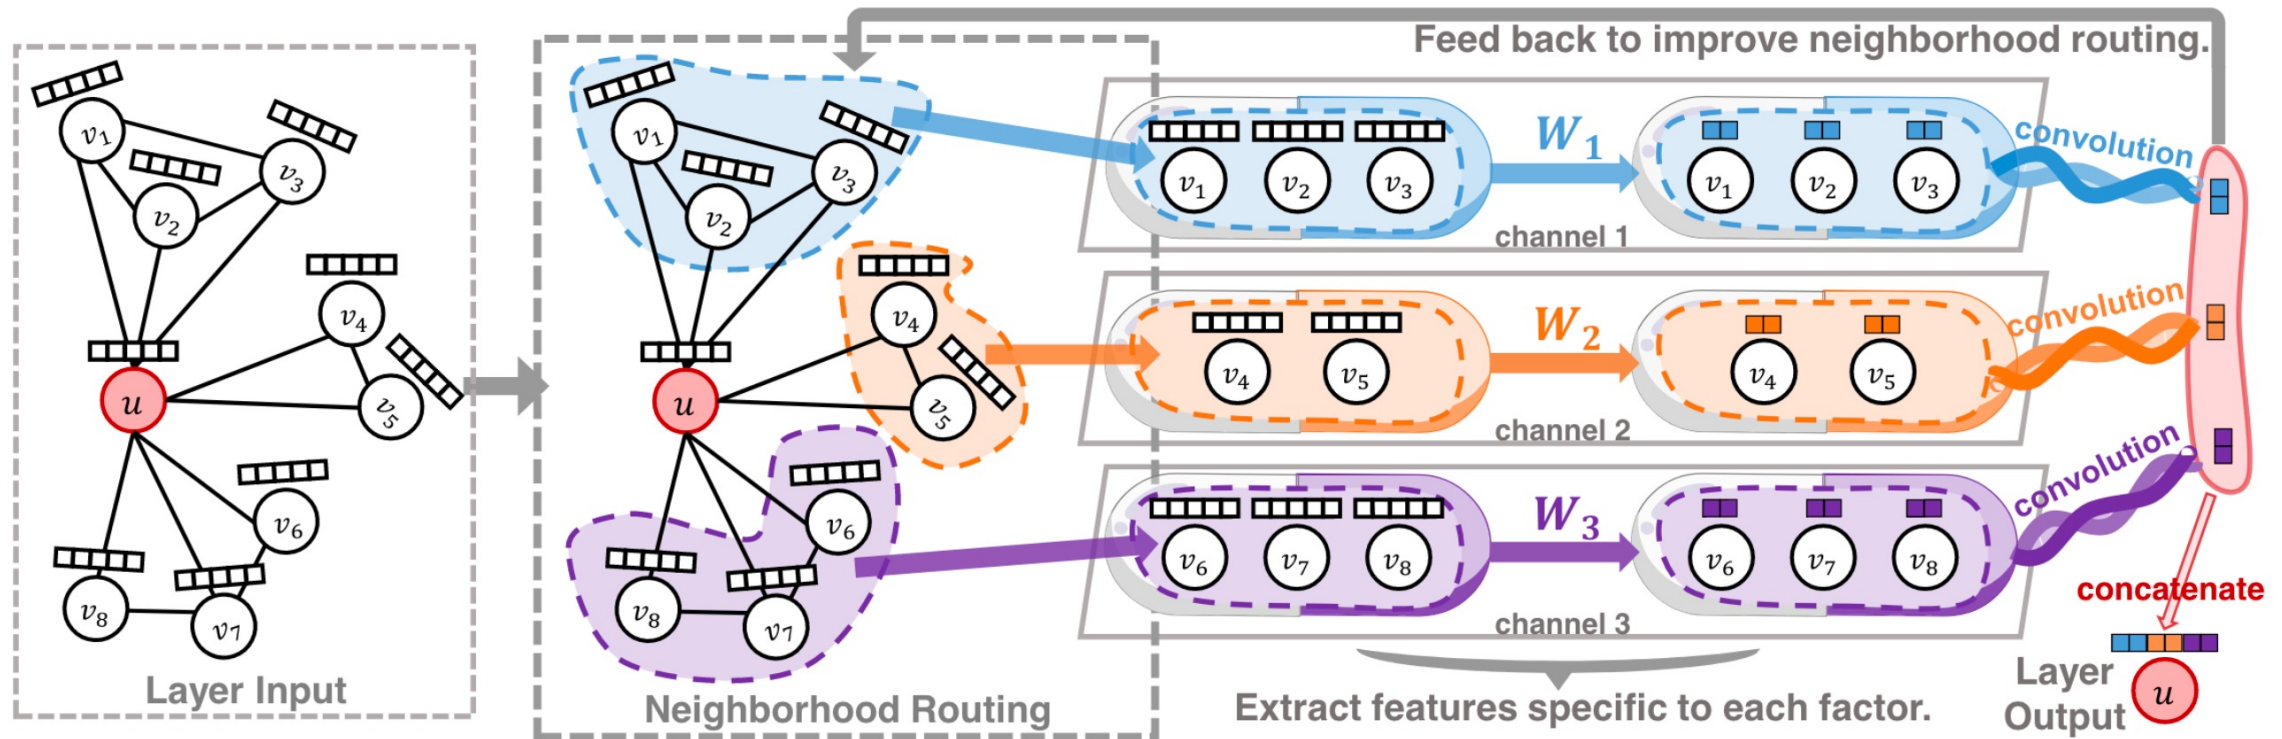 Feed back to improve neighborhood routing.
v1
v3
v2
v4
u
v5
v6
v8
v7
Layer Input
v1
v3
v2
v4
u
v5
v6
v8
v7
Neighborhood Routing
v1 v2 v3
W1
v1 v2 v3
convolution
channel 1
v4 v5
W2
v4 v5
convolution
channel 2
v6 v7 v8
W3
v6 v7 v8
convolution
channel 3
Extract features specific to each factor.
concatenate
Layer
Output
u